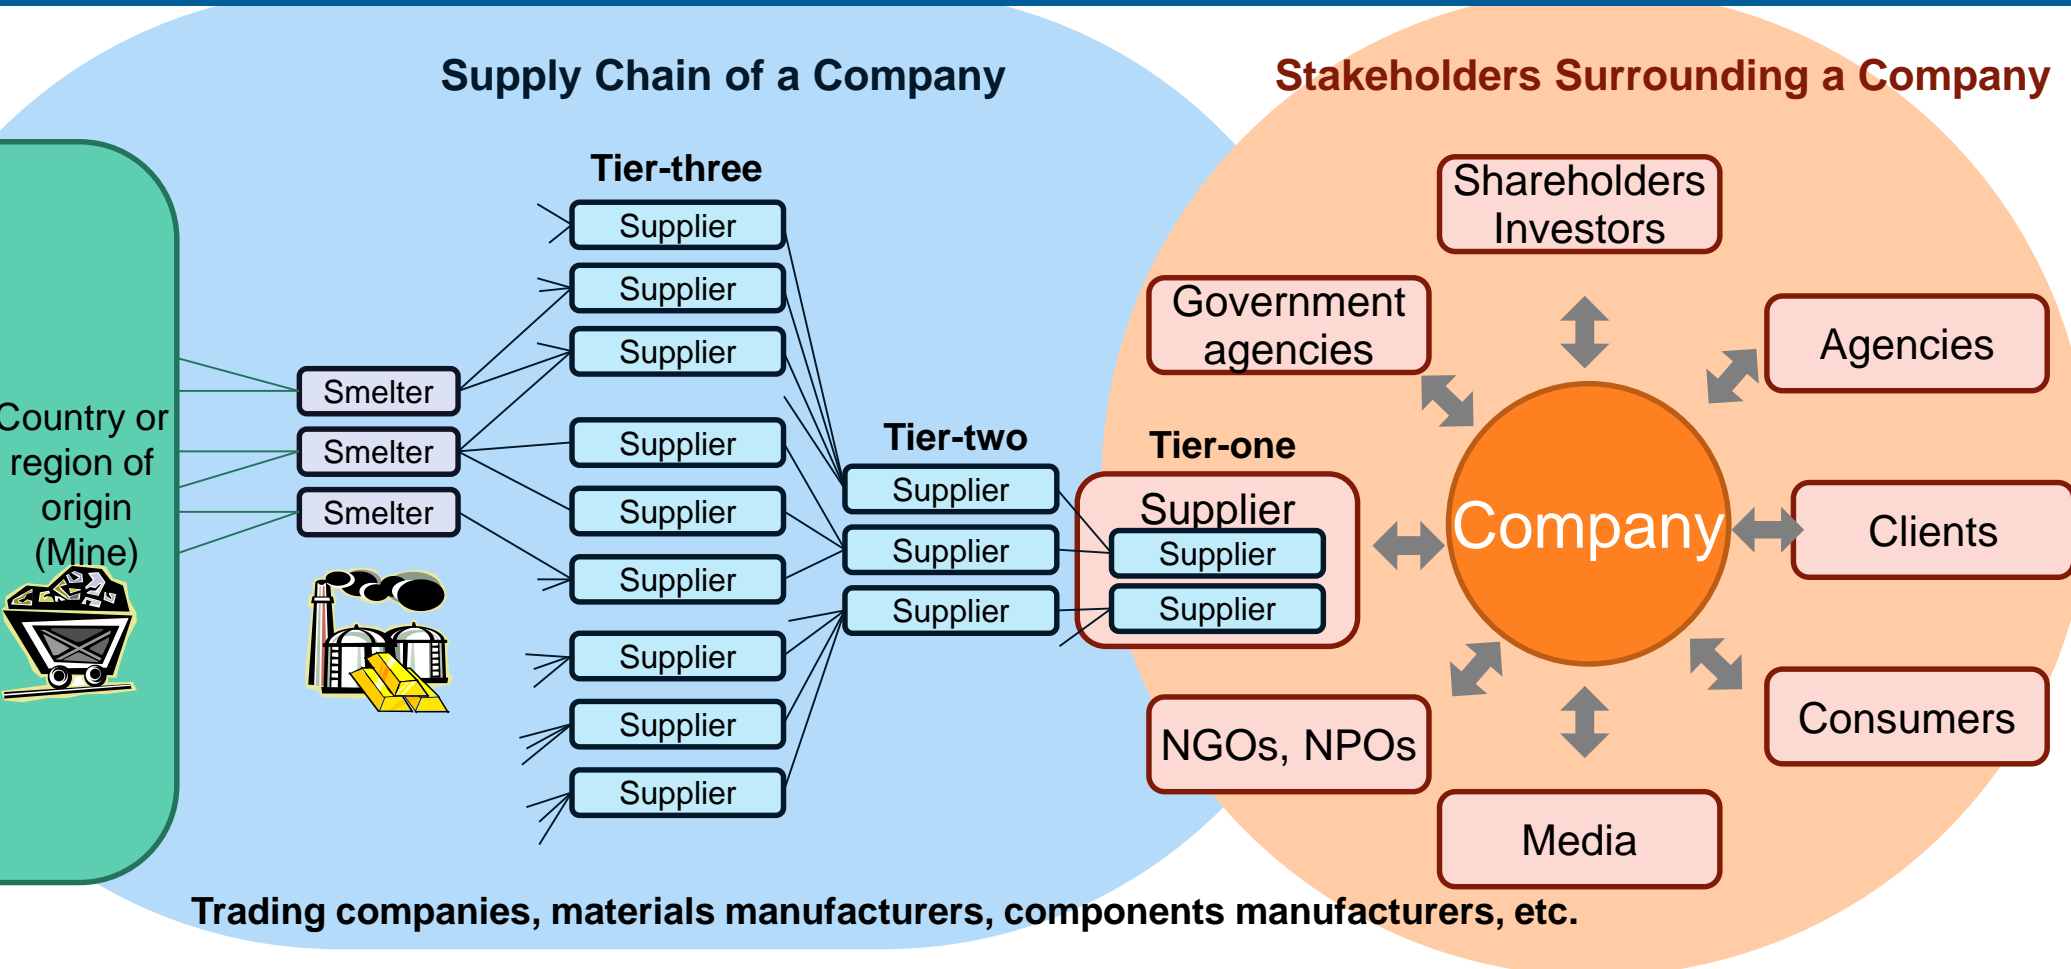 Supply Chain of a Company
Stakeholders Surrounding a Company
Country or
region of
origin
(Mine)
Smelter
Smelter
Smelter
Tier-three
Supplier
Supplier
Supplier
Supplier
Supplier
Supplier
Supplier
Supplier
Supplier
Tier-two
Supplier
Supplier
Supplier
Tier-one
Supplier
Supplier
Supplier
Shareholders
Investors
Government
agencies
Agencies
Company
Clients
NGOs, NPOs
Consumers
Media
Trading companies, materials manufacturers, components manufacturers, etc.